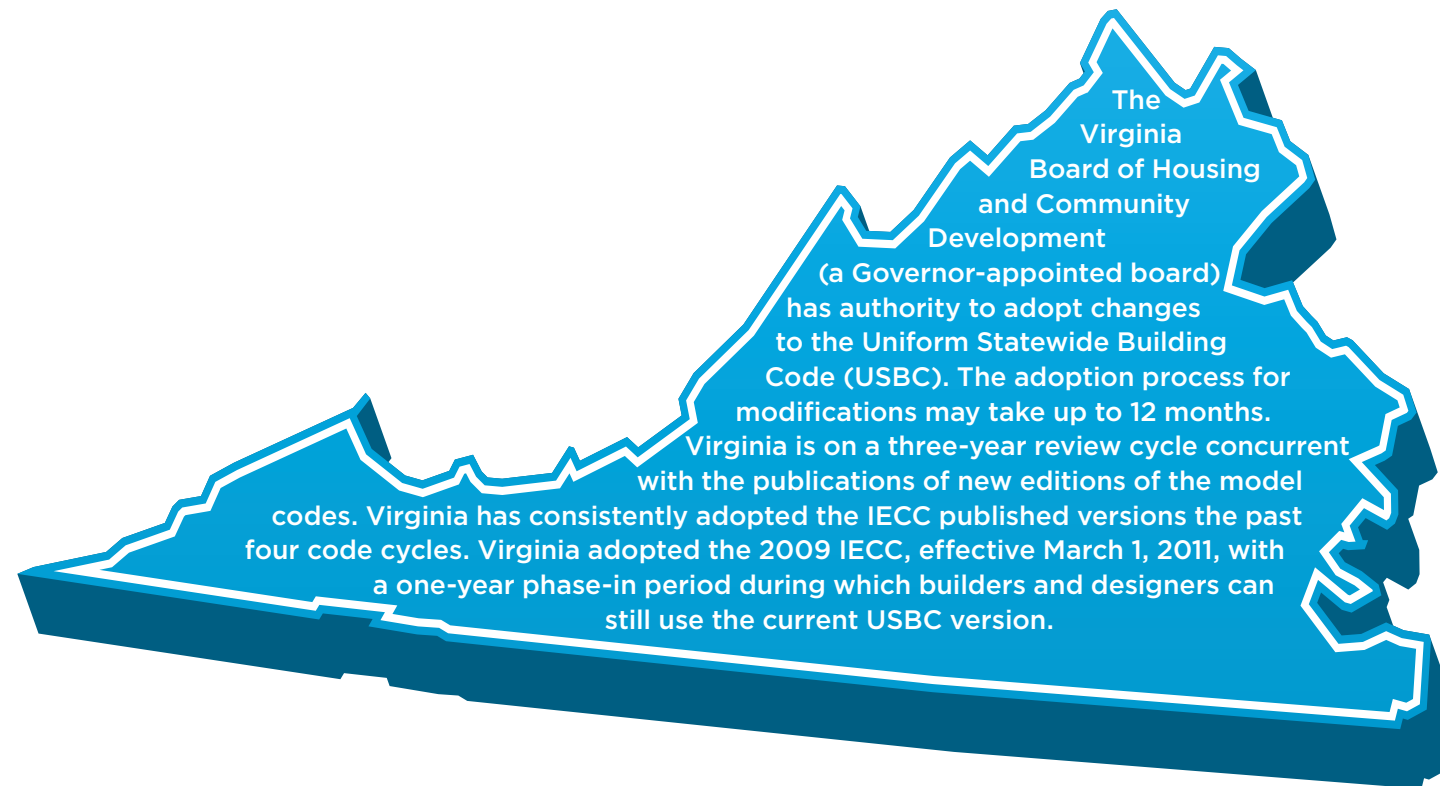 The
Virginia
Board of Housing
and Community
Development
(a Governor-appointed board)
has authority to adopt changes
to the Uniform Statewide Building
Code (USBC). The adoption process for
modifications may take up to 12 months.
Virginia is on a three-year review cycle concurrent
with the publications of new editions of the model
codes. Virginia has consistently adopted the IECC published versions the past
four code cycles. Virginia adopted the 2009 IECC, effective March 1, 2011, with
a one-year phase-in period during which builders and designers can
still use the current USBC version.